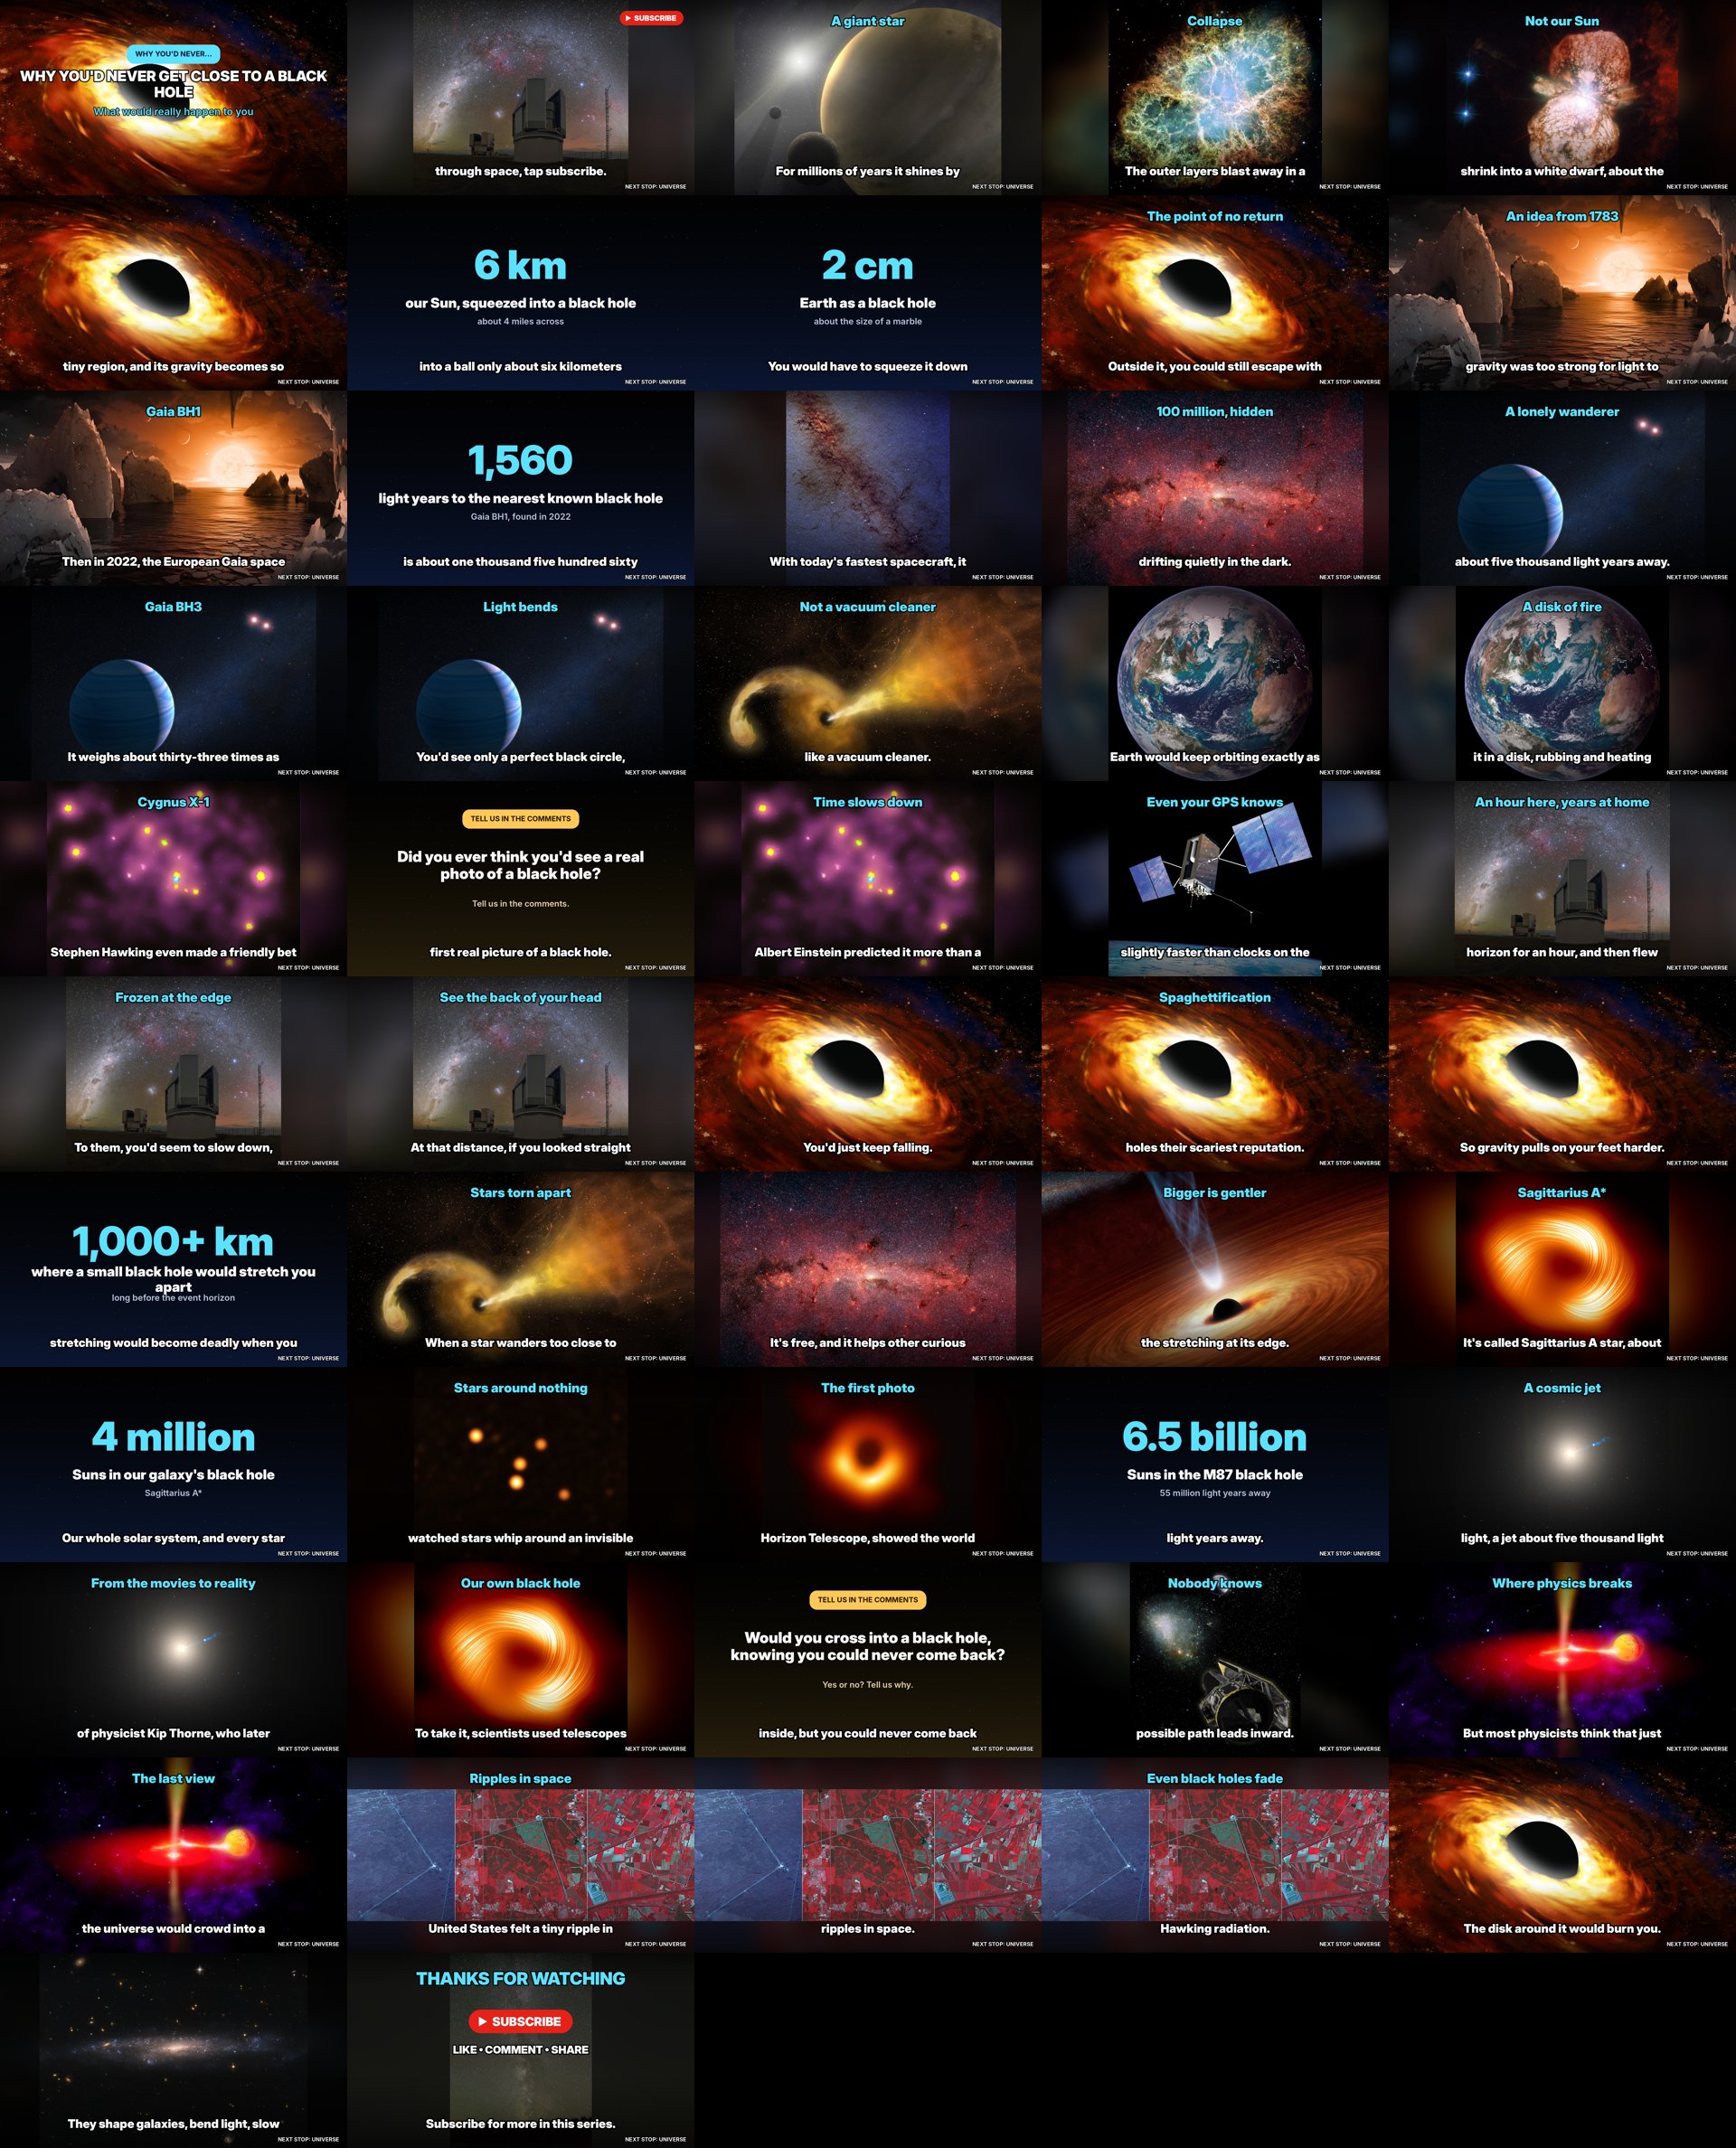 WHY YOU'D NEVER...
WHY YOU'D NEVER GET CLOSE TO A BLACK
HOLE
What would really happen to you
SUBSCRIBE
through space, tap subscribe.
NEXT STOP: UNIVERSE
A giant star
For millions of years it shines by
Collapse
The outer layers blast away in a
NEXT STOP: UNIVERSE
Not our Sun
shrink into a white dwarf, about the
NEXT STOP: UNIVERSE
tiny region, and its gravity becomes so
NEXT STOP: UNIVERSE
6 km
our Sun, squeezed into a black hole
about 4 miles across
into a ball only about six kilometers
NEXT STOP: UNIVERSE
2 cm
Earth as a black hole
about the size of a marble
You would have to squeeze it down
NEXT STOP: UNIVERSE
The point of no return
Outside it, you could still escape with
NEXT STOP: UNIVERSE
An idea from 1783
gravity was too strong for light to
NEXT STOP: UNIVERSE
Gaia BH1
Then in 2022, the European Gaia space
NEXT STOP: UNIVERSE
1,560
light years to the nearest known black hole
Gaia BH1, found in 2022
is about one thousand five hundred sixty
NEXT STOP: UNIVERSE
With today's fastest spacecraft, it
NEXT STOP: UNIVERSE
100 million, hidden
drifting quietly in the dark.
NEXT STOP: UNIVERSE
A lonely wanderer
about five thousand light years away.
NEXT STOP: UNIVERSE
Gaia BH3
It weighs about thirty-three times as
NEXT STOP: UNIVERSE
Light bends
You'd see only a perfect black circle,
NEXT STOP: UNIVERSE
Not a vacuum cleaner
like a vacuum cleaner.
NEXT STOP: UNIVERSE
Earth would keep orbiting exactly as
NEXT STOP: UNIVERSE
A disk of fire
it in a disk, rubbing and heating
NEXT STOP: UNIVERSE
Cygnus X-1
Stephen Hawking even made a friendly bet
NEXT STOP: UNIVERSE
TELL US IN THE COMMENTS
Did you ever think you'd see a real
photo of a black hole?
Tell us in the comments.
first real picture of a black hole.
NEXT STOP: UNIVERSE
Time slows down
Albert Einstein predicted it more than a
NEXT STOP: UNIVERSE
Even your GPS knows
slightly faster than clocks on the
NEXT STOP: UNIVERSE
An hour here, years at home
horizon for an hour, and then flew
NEXT STOP: UNIVERSE
Frozen at the edge
To them, you'd seem to slow down,
NEXT STOP: UNIVERSE
See the back of your head
At that distance, if you looked straight
NEXT STOP: UNIVERSE
You'd just keep falling.
NEXT STOP: UNIVERSE
Spaghettification
holes their scariest reputation.
NEXT STOP: UNIVERSE
So gravity pulls on your feet harder.
NEXT STOP: UNIVERSE
1,000+ km
where a small black hole would stretch you
apart
long before the event horizon
stretching would become deadly when you
NEXT STOP: UNIVERSE
Stars torn apart
When a star wanders too close to
NEXT STOP: UNIVERSE
It's free, and it helps other curious
NEXT STOP: UNIVERSE
Bigger is gentler
the stretching at its edge.
NEXT STOP: UNIVERSE
Sagittarius A*
It's called Sagittarius A star, about
NEXT STOP: UNIVERSE
4 million
Suns in our galaxy's black hole
Sagittarius A*
Our whole solar system, and every star
NEXT STOP: UNIVERSE
Stars around nothing
watched stars whip around an invisible
NEXT STOP: UNIVERSE
The first photo
Horizon Telescope, showed the world
NEXT STOP: UNIVERSE
6.5 billion
Suns in the M87 black hole
55 million light years away
light years away.
NEXT STOP: UNIVERSE
A cosmic jet
light, a jet about five thousand light
NEXT STOP: UNIVERSE
From the movies to reality
of physicist Kip Thorne, who later
NEXT STOP: UNIVERSE
Our own black hole
To take it, scientists used telescopes
NEXT STOP: UNIVERSE
TELL US IN THE COMMENTS
Would you cross into a black hole,
knowing you could never come back?
Yes or no? Tell us why.
inside, but you could never come back
NEXT STOP: UNIVERSE
Nobody knows
possible path leads inward.
NEXT STOP: UNIVERSE
Where physics breaks
But most physicists think that just
NEXT STOP: UNIVERSE
The last view
the universe would crowd into a
NEXT STOP: UNIVERSE
Ripples in space
United States felt a tiny ripple in
NEXT STOP: UNIVERSE
ripples in space.
NEXT STOP: UNIVERSE
Even black holes fade
Hawking radiation.
NEXT STOP: UNIVERSE
The disk around it would burn you.
NEXT STOP: UNIVERSE
They shape galaxies, bend light, slow
NEXT STOP: UNIVERSE
THANKS FOR WATCHING
SUBSCRIBE
LIKE • COMMENT • SHARE
Subscribe for more in this series.
NEXT STOP: UNIVERSE